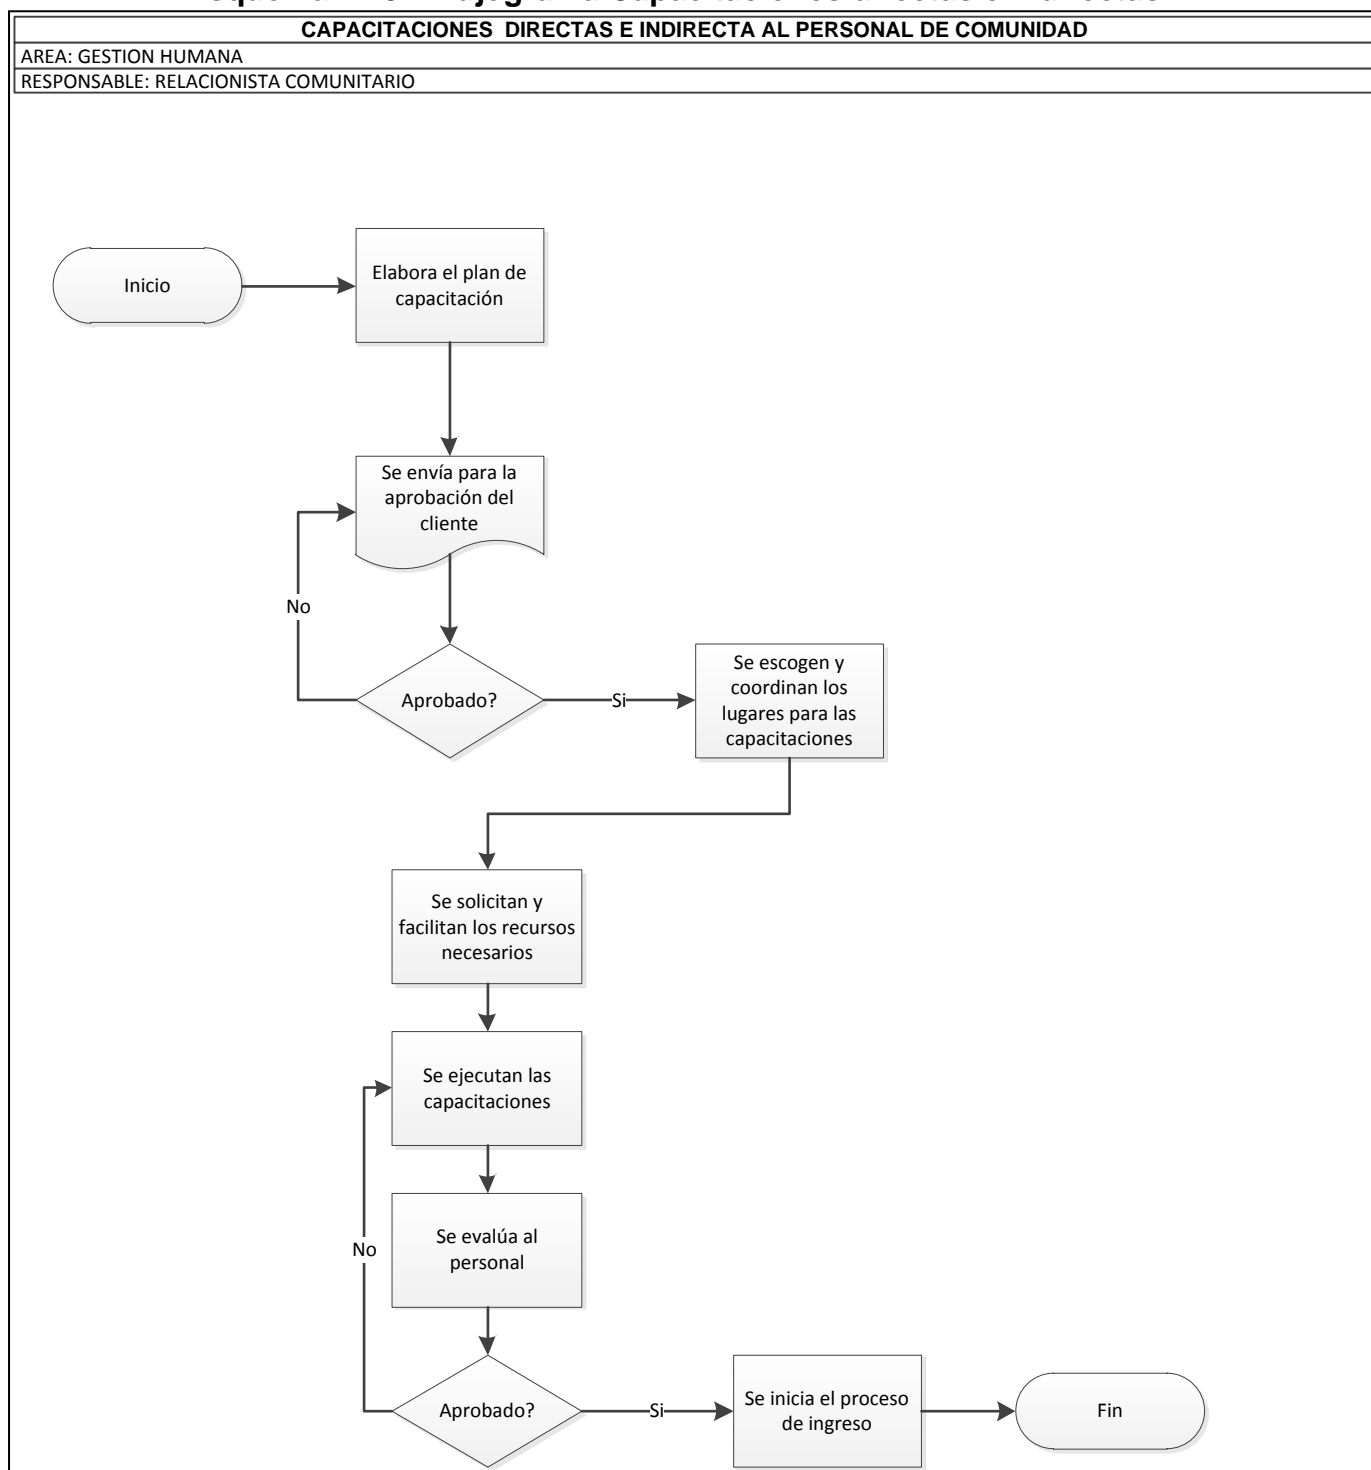 CAPACITACIONES DIRECTAS E INDIRECTA AL PERSONAL DE COMUNIDAD
AREA: GESTION HUMANA
RESPONSABLE: RELACIONISTA COMUNITARIO
Inicio
Elabora el plan de
capacitación
Se envía para la
aprobación del
cliente
No
Aprobado?
Si
Se escogen y
coordinan los
lugares para las
capacitaciones
Se solicitan y
facilitan los recursos
necesarios
Se ejecutan las
capacitaciones
Se evalúa al
personal
No
Aprobado?
Si
Se inicia el proceso
de ingreso
Fin